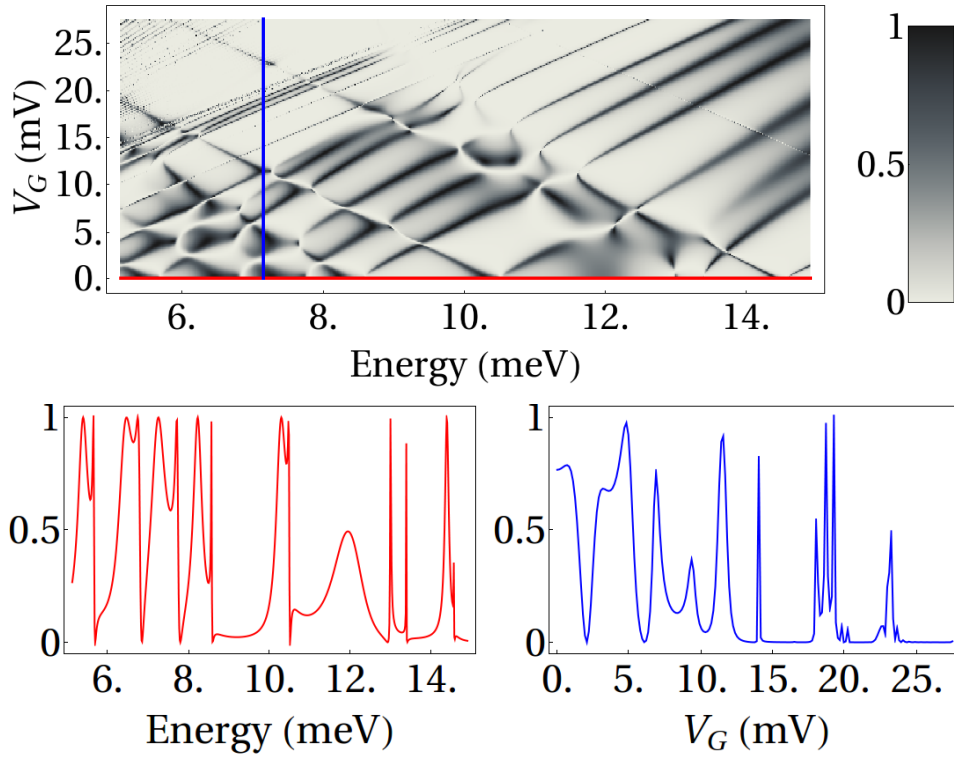 25.
20.
15.
10.
5.
0.
V_G (mV)
6. 8. 10. 12. 14.
Energy (meV)
1
0.5
0
1
0.5
0
6. 8. 10. 12. 14.
Energy (meV)
1
0.5
0
0. 5. 10. 15. 20. 25.
V_G (mV)